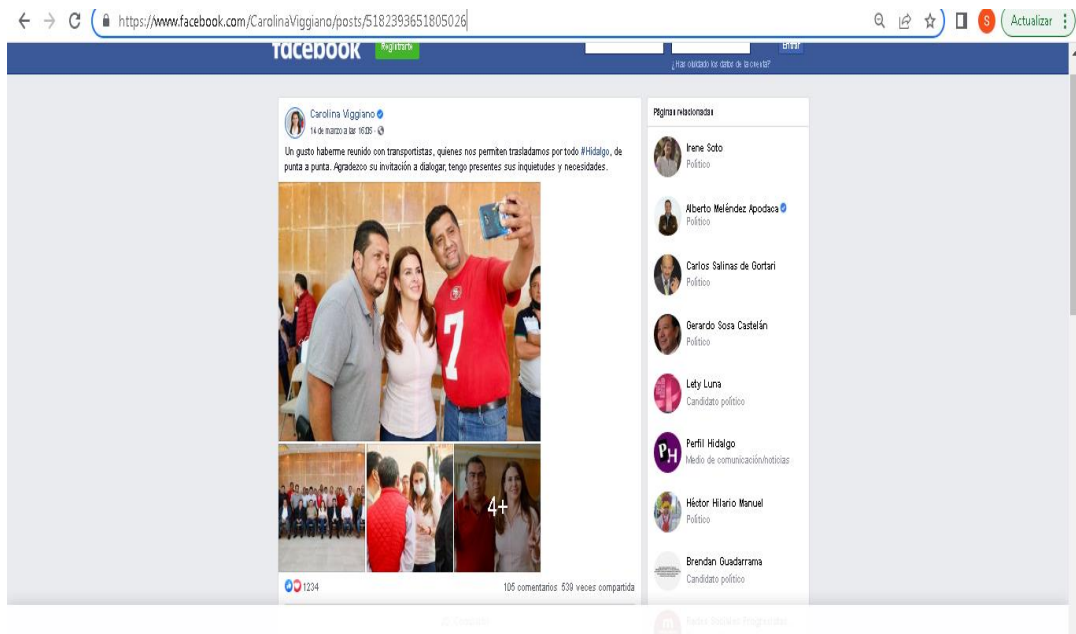 https://www.facebook.com/CarolinaViggiano/posts/5182393651805026
S
Actualizar
facebook
Registrarte
Entrar
¿Has olvidado los datos de la cuenta?
Carolina Viggiano
14 de marzo a las 16:05
Un gusto haberme reunido con transportistas, quienes nos permiten trasladarnos por todo #Hidalgo, de
punta a punta. Agradezco su invitación a dialogar, tengo presentes sus inquietudes y necesidades.
7
4+
1234
105 comentarios 539 veces compartida
Páginas relacionadas
Irene Soto
Político
Alberto Meléndez Apodaca
Político
Carlos Salinas de Gortari
Político
Gerardo Sosa Castelán
Político
Lety Luna
Candidato político
PH
Perfil Hidalgo
Medio de comunicación/noticias
Héctor Hilario Manuel
Político
Brendan Guadarrama
Candidato político